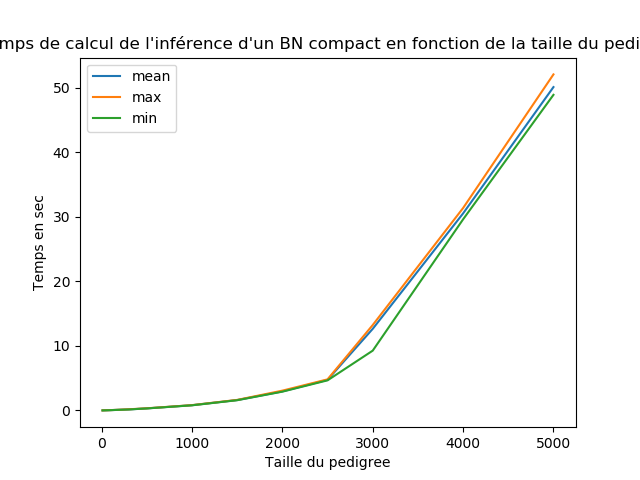 mps de calcul de l'inférence d'un BN compact en fonction de la taille du pedi
mean
max
min
50
40
30
20
10
0
Temps en sec
0 1000 2000 3000 4000 5000
Taille du pedigree